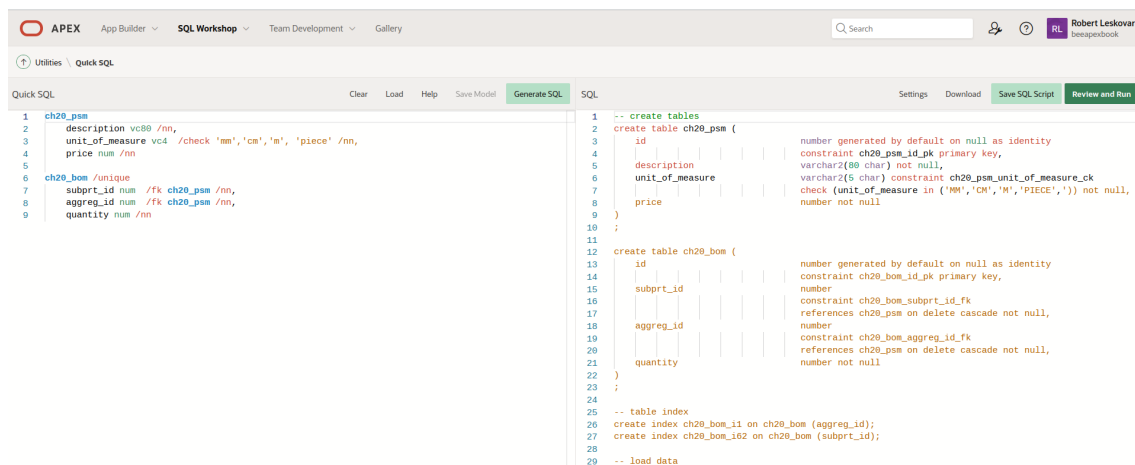 APEX App Builder SQL Workshop Team Development Gallery Search RL Robert Leskovar
beeapexbook
Utilities \ Quick SQL
Quick SQL Clear Load Help Save Model Generate SQL SQL Settings Download Save SQL Script Review and Run
1 ch20_psm
2 description vc80 /nn,
3 unit_of_measure vc4 /check 'mm','cm','m', 'piece' /nn,
4 price num /nn
5
6 ch20_bom /unique
7 subprt_id num /fk ch20_psm /nn,
8 aggreg_id num /fk ch20_psm /nn,
9 quantity num /nn
1 -- create tables
2 create table ch20_psm (
3 id number generated by default on null as identity
4 constraint ch20_psm_id_pk primary key,
5 description varchar2(80 char) not null,
6 unit_of_measure varchar2(5 char) constraint ch20_psm_unit_of_measure_ck
7 check (unit_of_measure in ('MM','CM','M','PIECE',')) not null,
8 price number not null
9 )
10 ;
11
12 create table ch20_bom (
13 id number generated by default on null as identity
14 constraint ch20_bom_id_pk primary key,
15 subprt_id number
16 constraint ch20_bom_subprt_id_fk
17 references ch20_psm on delete cascade not null,
18 aggreg_id number
19 constraint ch20_bom_aggreg_id_fk
20 references ch20_psm on delete cascade not null,
21 quantity number not null
22 )
23 ;
24
25 -- table index
26 create index ch20_bom_i1 on ch20_bom (aggreg_id);
27 create index ch20_bom_i62 on ch20_bom (subprt_id);
28
29 -- load data